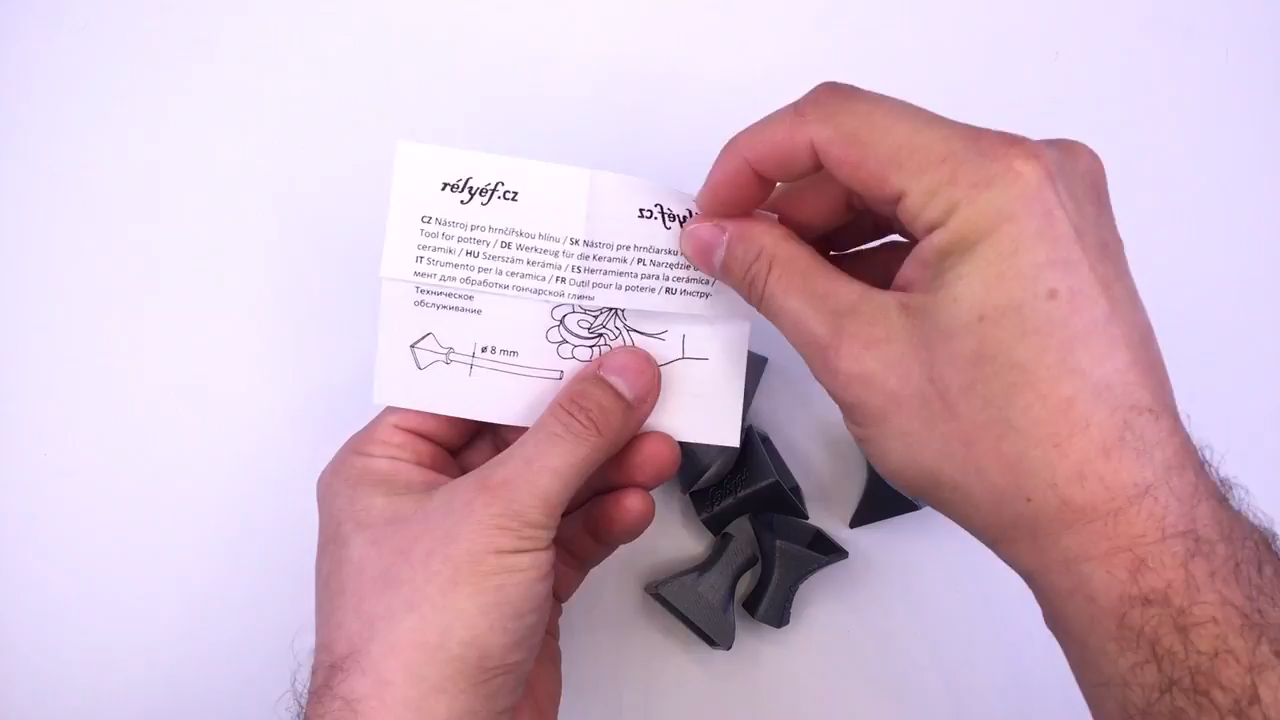 rélyéf.cz
rélyéf.cz
CZ Nástroj pro hrnčířskou hlínu / SK Nástroj pre hrnčiarsku
Tool for pottery / DE Werkzeug für die Keramik / PL Narzędzie
ceramiki / HU Szerszám kerámia / ES Herramienta para la cerámica /
IT Strumento per la ceramica / FR Outil pour la poterie / RU Инстру-
мент для обработки гончарской глины
Техническое
обслуживание
ø 8 mm